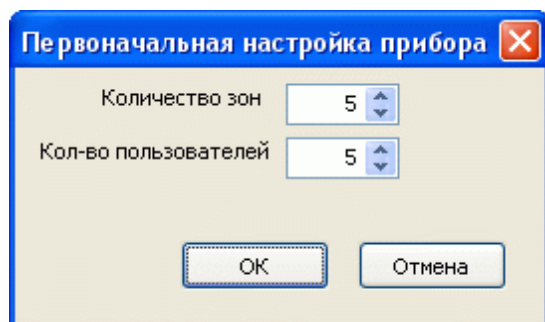 Первоначальная настройка прибора
Количество зон 5
Кол-во пользователей 5
OK Отмена